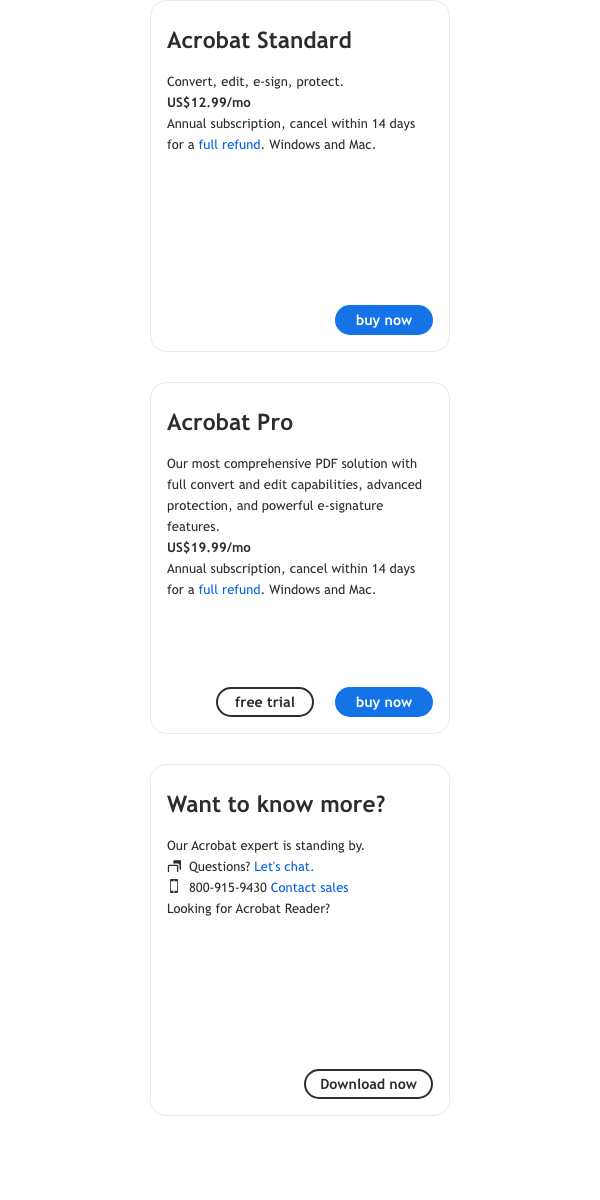 Acrobat Standard
Convert, edit, e-sign, protect.
US$12.99/mo
Annual subscription, cancel within 14 days
for a full refund. Windows and Mac.
buy now
Acrobat Pro
Our most comprehensive PDF solution with
full convert and edit capabilities, advanced
protection, and powerful e-signature
features.
US$19.99/mo
Annual subscription, cancel within 14 days
for a full refund. Windows and Mac.
free trial
buy now
Want to know more?
Our Acrobat expert is standing by.
Questions? Let's chat.
800-915-9430 Contact sales
Looking for Acrobat Reader?
Download now